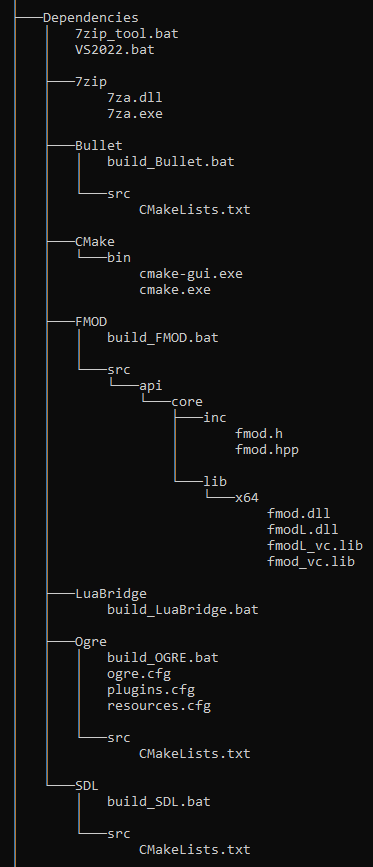 Dependencies
7zip_tool.bat
VS2022.bat
7zip
7za.dll
7za.exe
Bullet
build_Bullet.bat
src
CMakeLists.txt
CMake
bin
cmake-gui.exe
cmake.exe
FMOD
build_FMOD.bat
src
api
core
inc
fmod.h
fmod.hpp
lib
x64
fmod.dll
fmodL.dll
fmodL_vc.lib
fmod_vc.lib
LuaBridge
build_LuaBridge.bat
Ogre
build_OGRE.bat
ogre.cfg
plugins.cfg
resources.cfg
src
CMakeLists.txt
SDL
build_SDL.bat
src
CMakeLists.txt